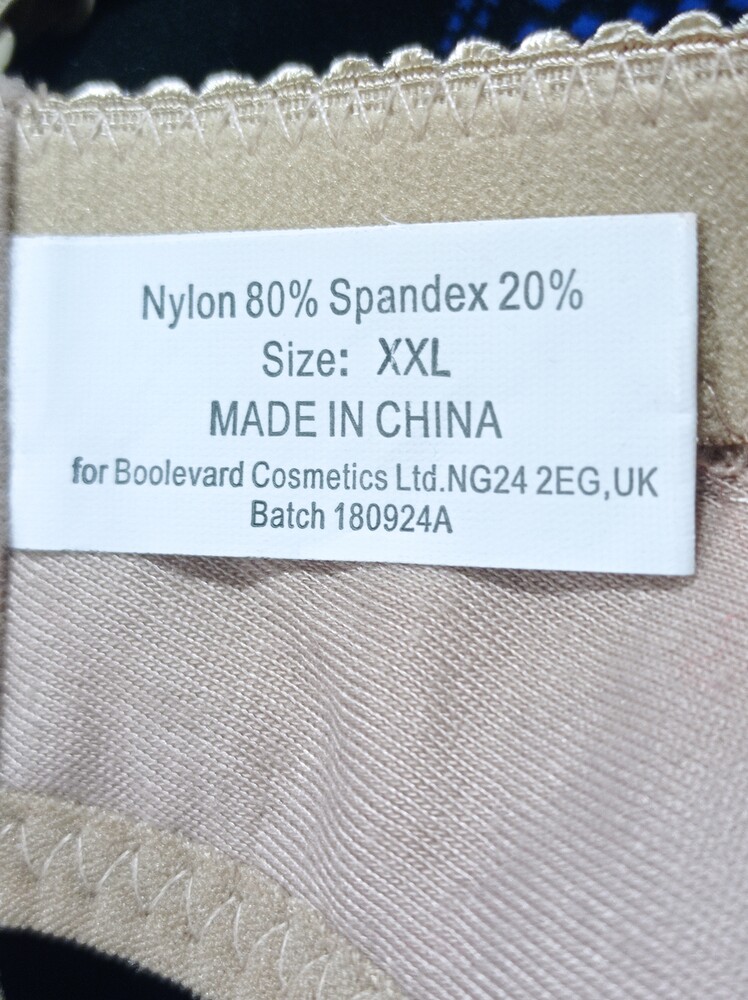 Nylon 80% Spandex 20%
Size: XXL
MADE IN CHINA
for Boolevard Cosmetics Ltd.NG24 2EG,UK
Batch 180924A